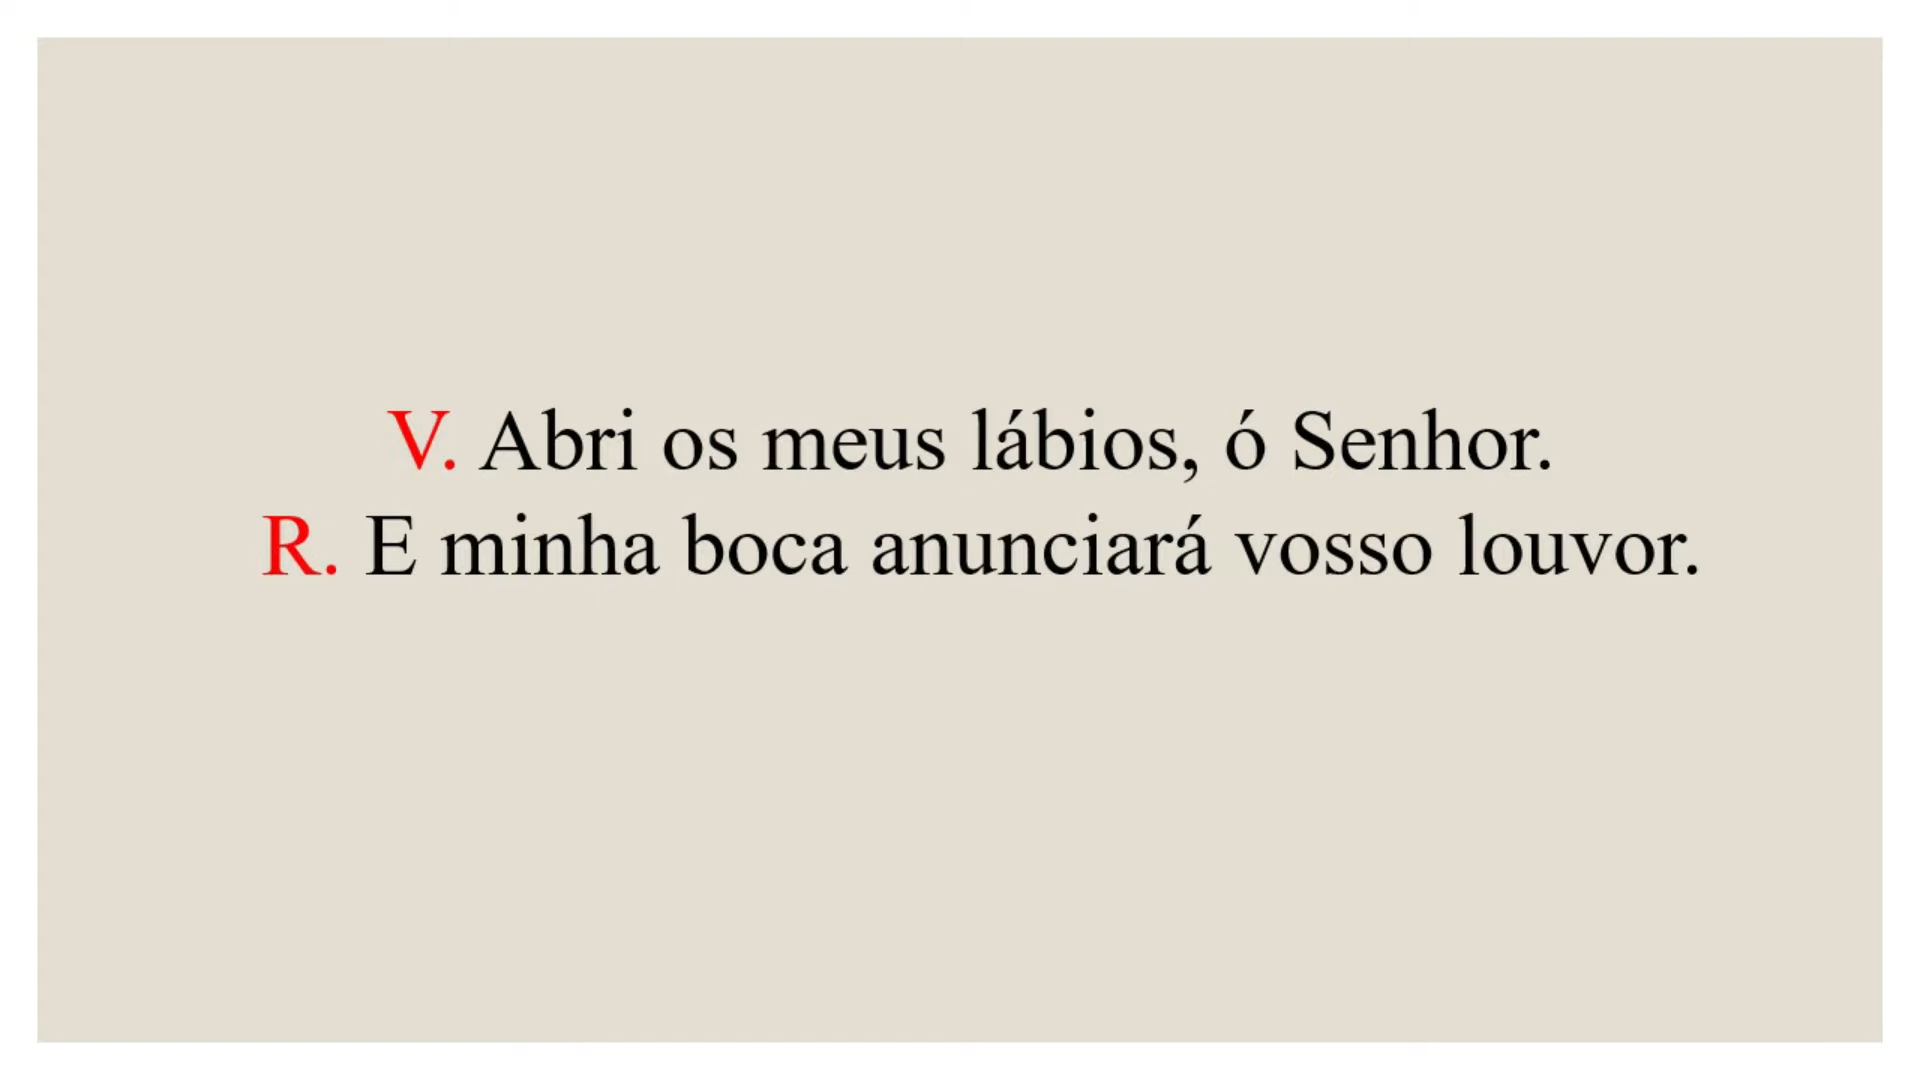 V. Abri os meus lábios, ó Senhor.
R. E minha boca anunciará vosso louvor.